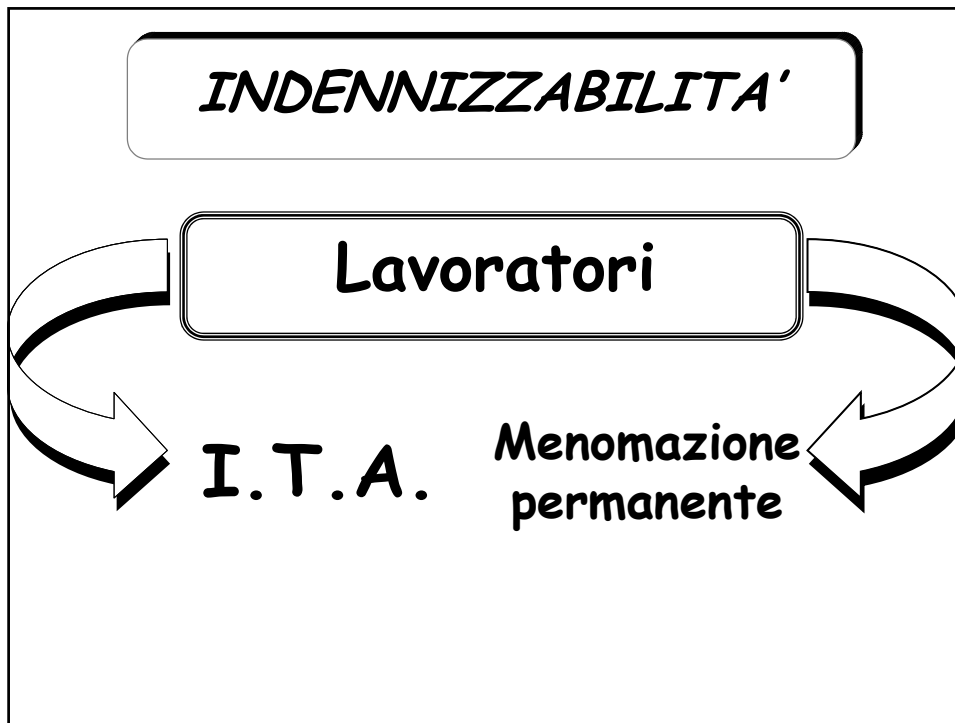 INDENNIZZABILITA’
Lavoratori
I.T.A.
Menomazione
permanente